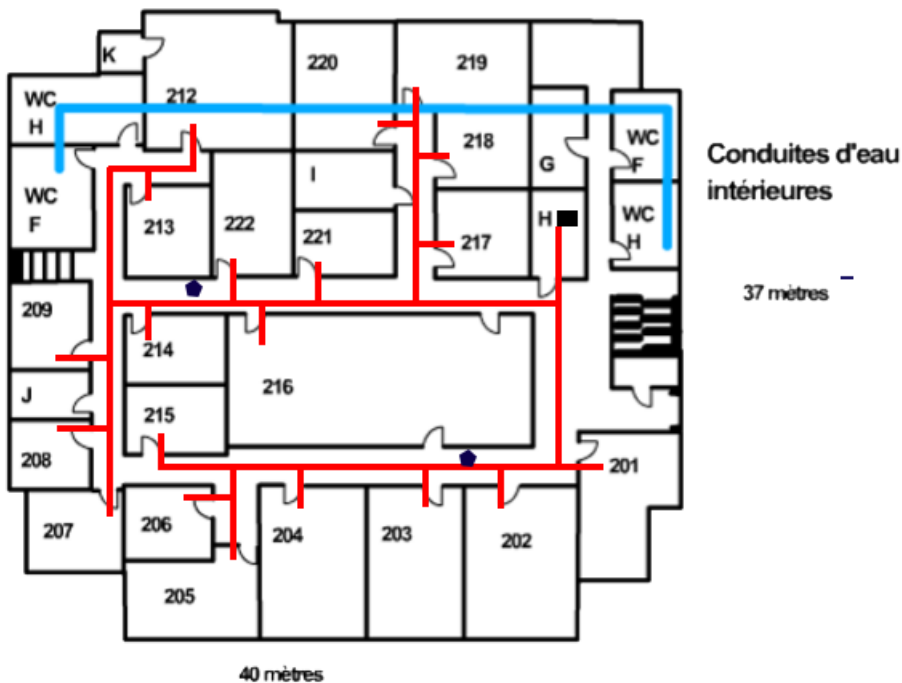 K
220
219
WC
H
212
WC
F
218
G
Conduites d'eau
intérieures
I
WC
F
WC
H
H
213
222
221
217
37 mètres
209
214
216
J
215
208
201
207
206
204
203
202
205
40 mètres